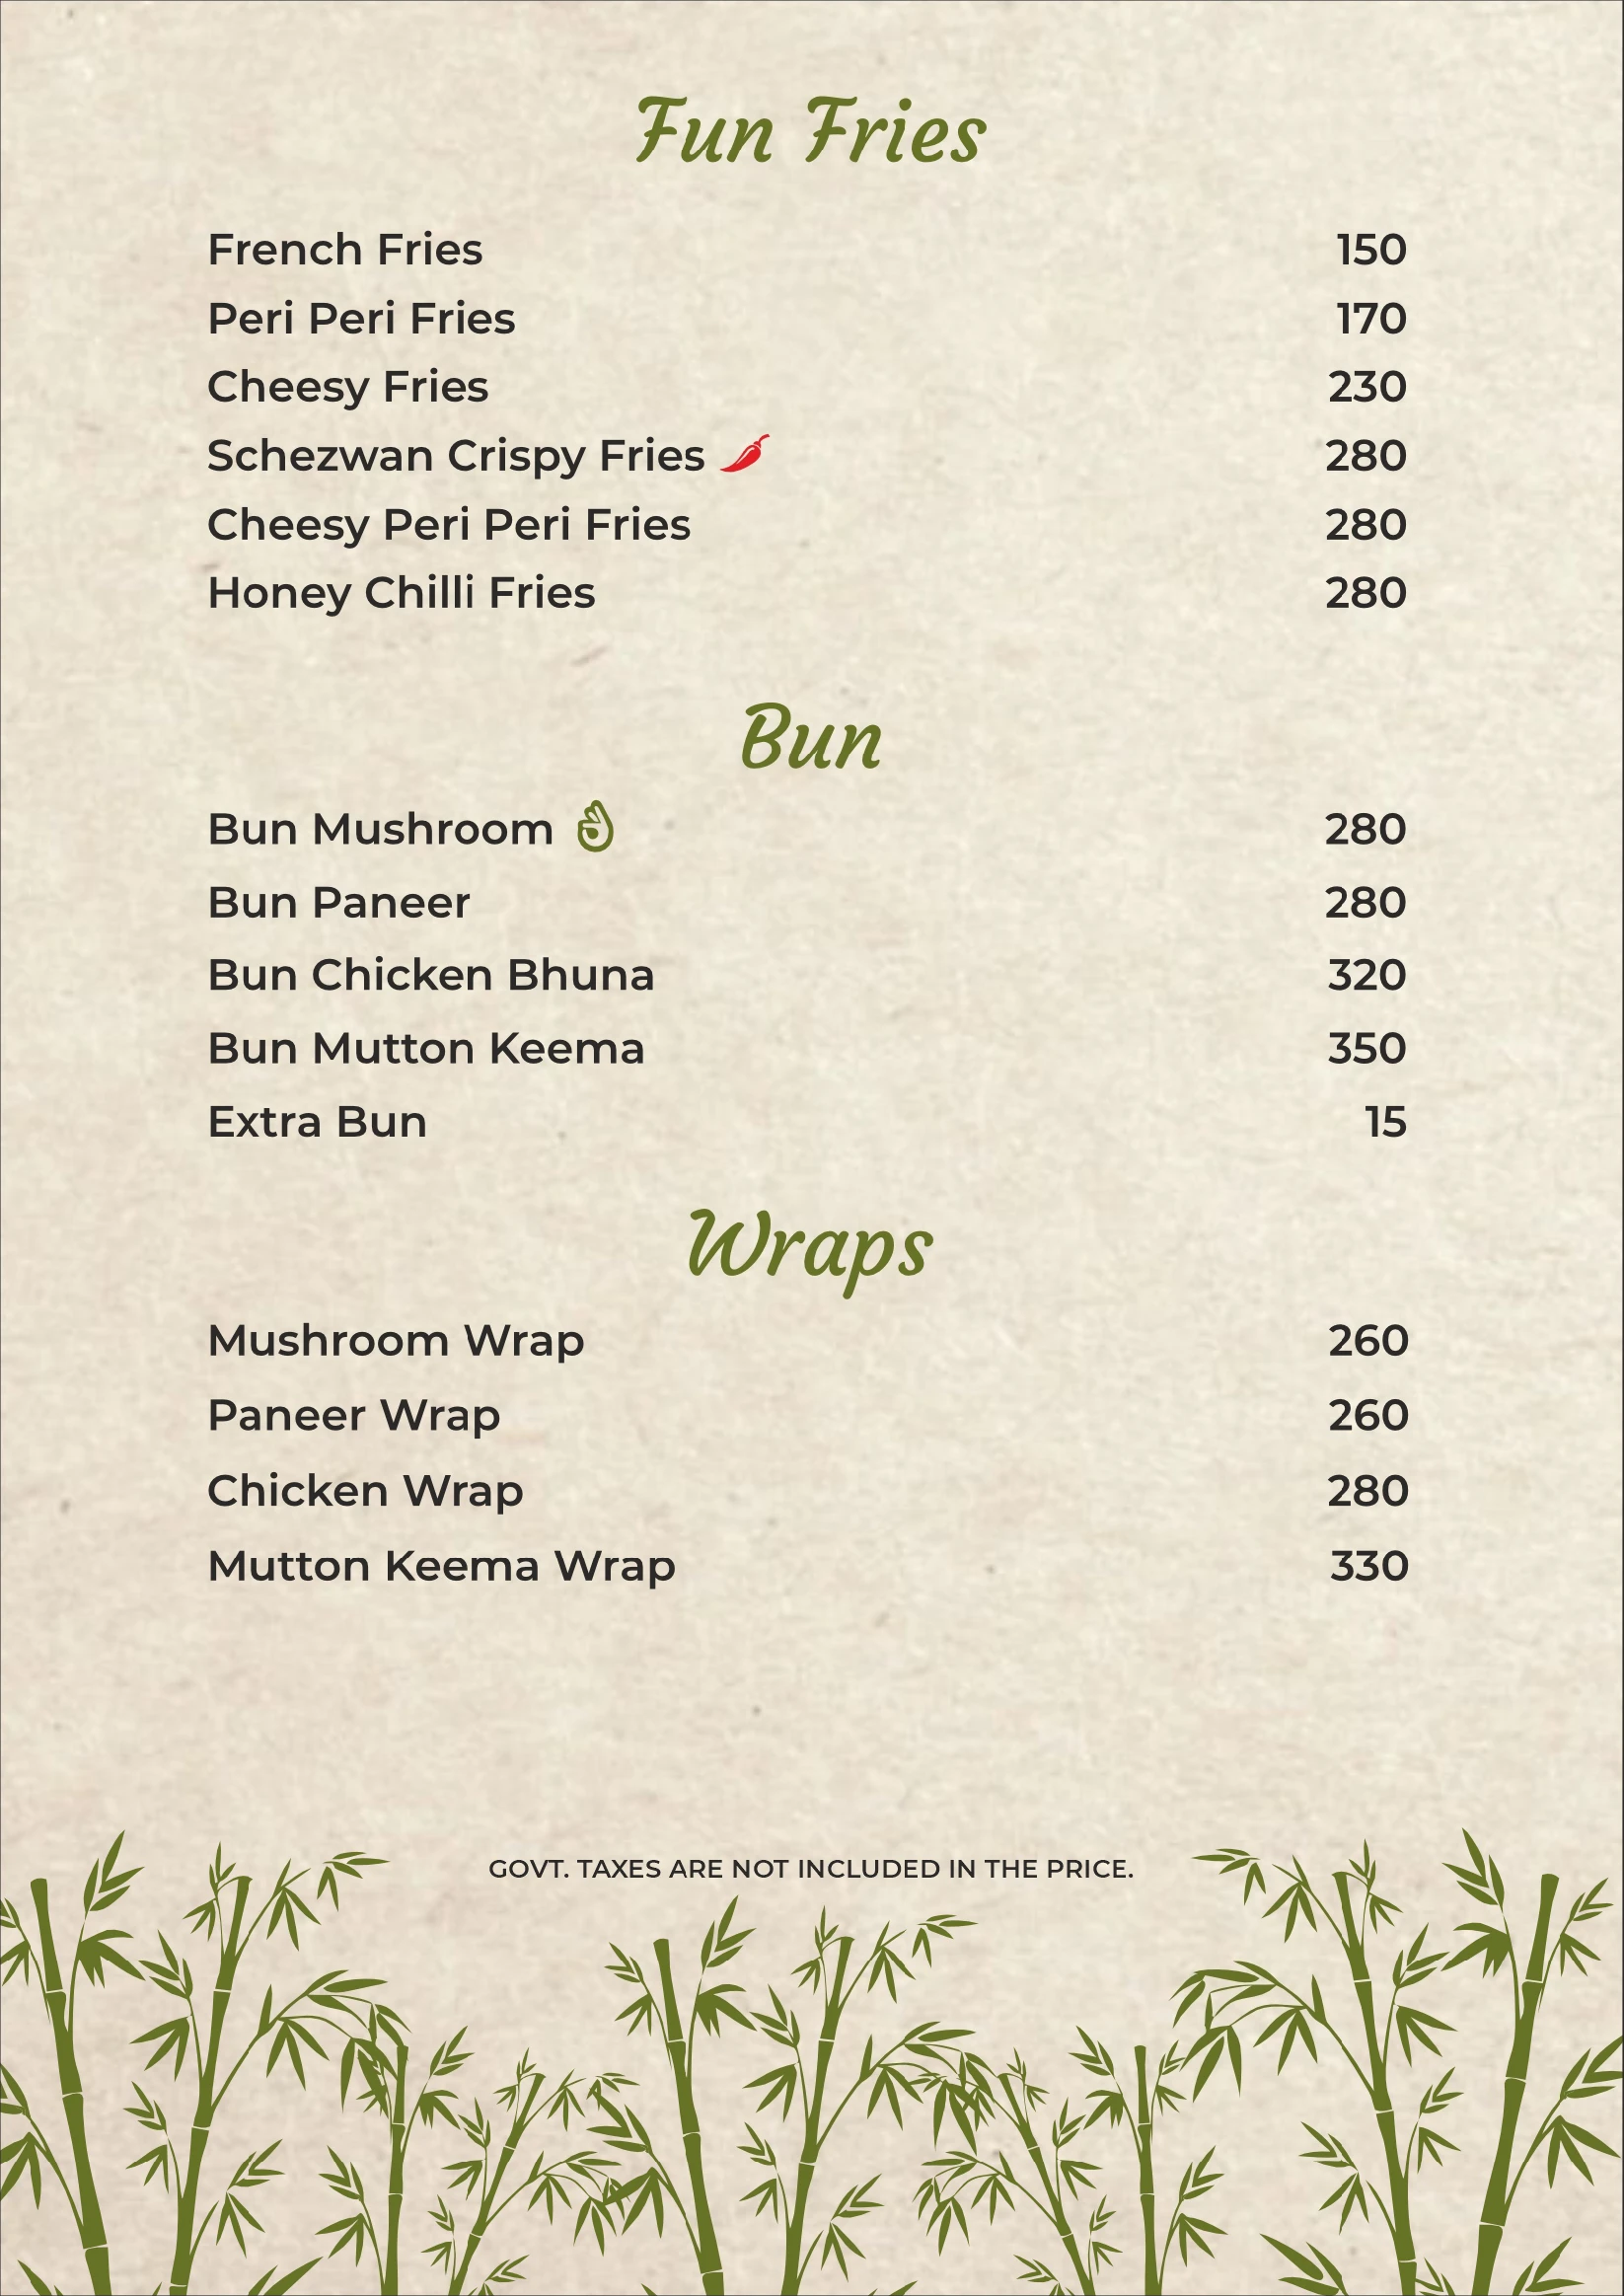 Fun Fries
French Fries 150
Peri Peri Fries 170
Cheesy Fries 230
Schezwan Crispy Fries 280
Cheesy Peri Peri Fries 280
Honey Chilli Fries 280
Bun
Bun Mushroom 280
Bun Paneer 280
Bun Chicken Bhuna 320
Bun Mutton Keema 350
Extra Bun 15
Wraps
Mushroom Wrap 260
Paneer Wrap 260
Chicken Wrap 280
Mutton Keema Wrap 330
GOVT. TAXES ARE NOT INCLUDED IN THE PRICE.